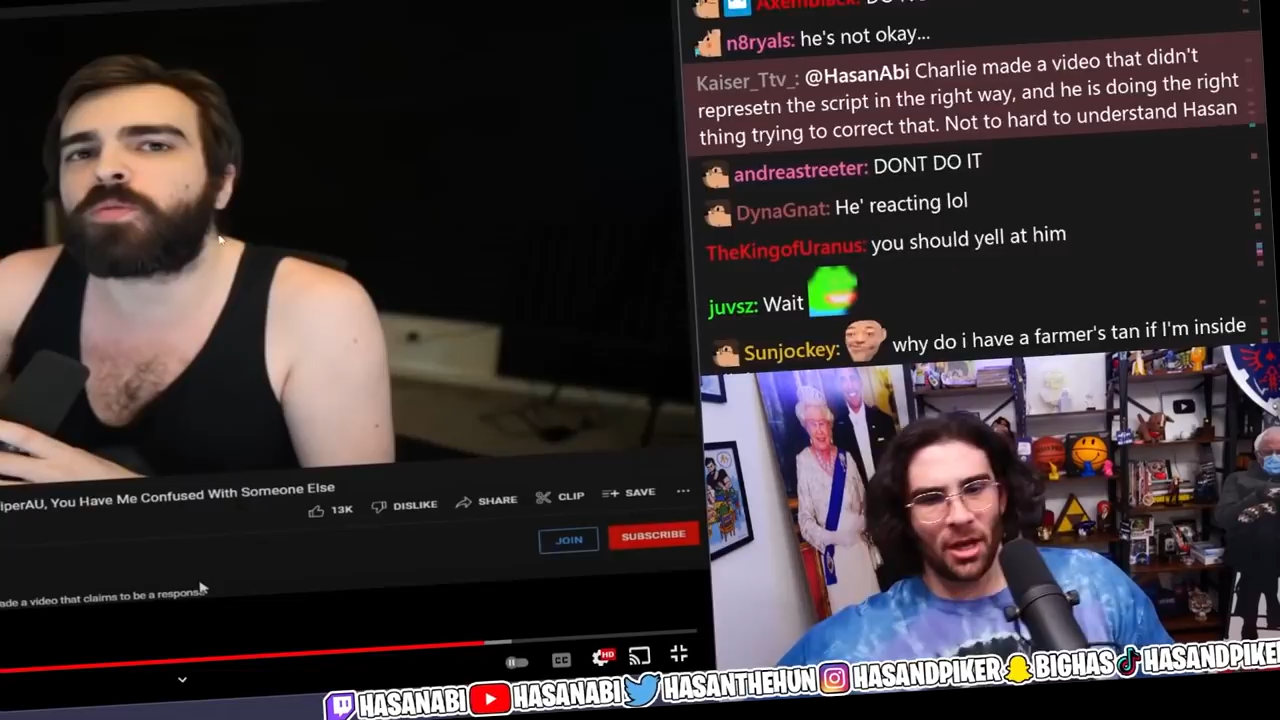 n8ryals: he's not okay...
Kaiser_Ttv_: @HasanAbi Charlie made a video that didn't
represetn the script in the right way, and he is doing the right
thing trying to correct that. Not to hard to understand Hasan
andreastreeter: DONT DO IT
DynaGnat: He' reacting lol
TheKingofUranus: you should yell at him
juvsz: Wait
Sunjockey: why do i have a farmer's tan if I'm inside
iperAU, You Have Me Confused With Someone Else
13K DISLIKE SHARE CLIP SAVE ...
JOIN SUBSCRIBE
ade a video that claims to be a response
CC HD
HASANABI HASANABI HASANTHEHUN HASANDPIKER BIGHAS HASANDPIKE